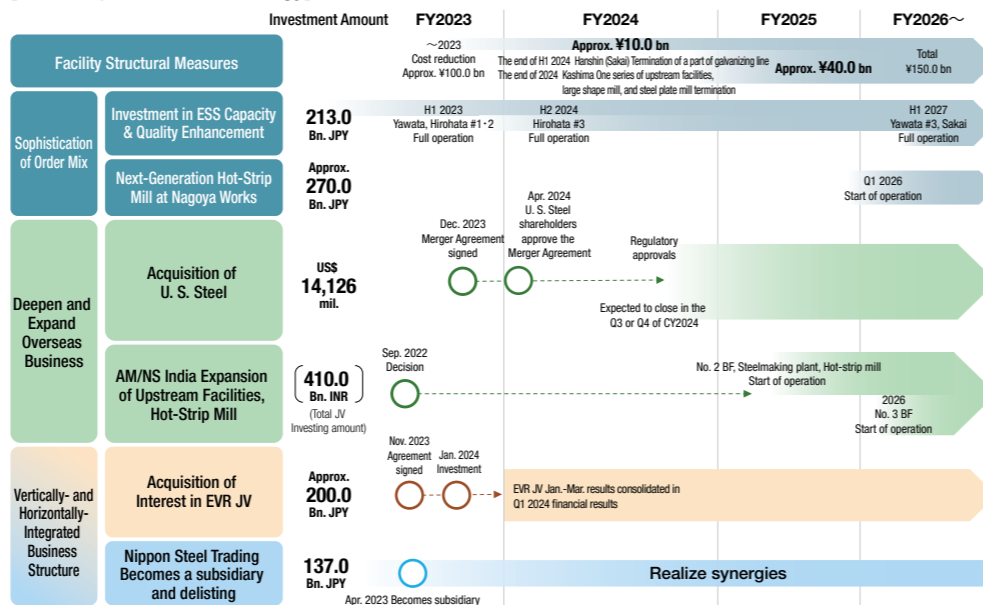 Investment Amount
FY2023
FY2024
FY2025
FY2026～
Facility Structural Measures
～2023
Cost reduction
Approx. ¥100.0 bn
Approx. ¥10.0 bn
The end of H1 2024 Hanshin (Sakai) Termination of a part of galvanizing line
The end of 2024 Kashima One series of upstream facilities,
large shape mill, and steel plate mill termination
Approx. ¥40.0 bn
Total
¥150.0 bn
Sophistication
of Order Mix
Investment in ESS Capacity
& Quality Enhancement
213.0
Bn. JPY
H1 2023
Yawata, Hirohata #1・2
Full operation
H2 2024
Hirohata #3
Full operation
H1 2027
Yawata #3, Sakai
Full operation
Next-Generation Hot-Strip
Mill at Nagoya Works
Approx.
270.0
Bn. JPY
Q1 2026
Start of operation
Deepen and
Expand
Overseas
Business
Acquisition of
U. S. Steel
US$
14,126
mil.
Dec. 2023
Merger Agreement
signed
Apr. 2024
U. S. Steel
shareholders
approve the
Merger Agreement
Regulatory
approvals
Expected to close in the
Q3 or Q4 of CY2024
AM/NS India Expansion
of Upstream Facilities,
Hot-Strip Mill
410.0
Bn. INR
(Total JV
Investing amount)
Sep. 2022
Decision
No. 2 BF, Steelmaking plant, Hot-strip mill
Start of operation
2026
No. 3 BF
Start of operation
Vertically- and
Horizontally-
Integrated
Business
Structure
Acquisition of
Interest in EVR JV
Approx.
200.0
Bn. JPY
Nov. 2023
Agreement
signed
Jan. 2024
Investment
EVR JV Jan.-Mar. results consolidated in
Q1 2024 financial results
Nippon Steel Trading
Becomes a subsidiary
and delisting
137.0
Bn. JPY
Apr. 2023 Becomes subsidiary
Realize synergies